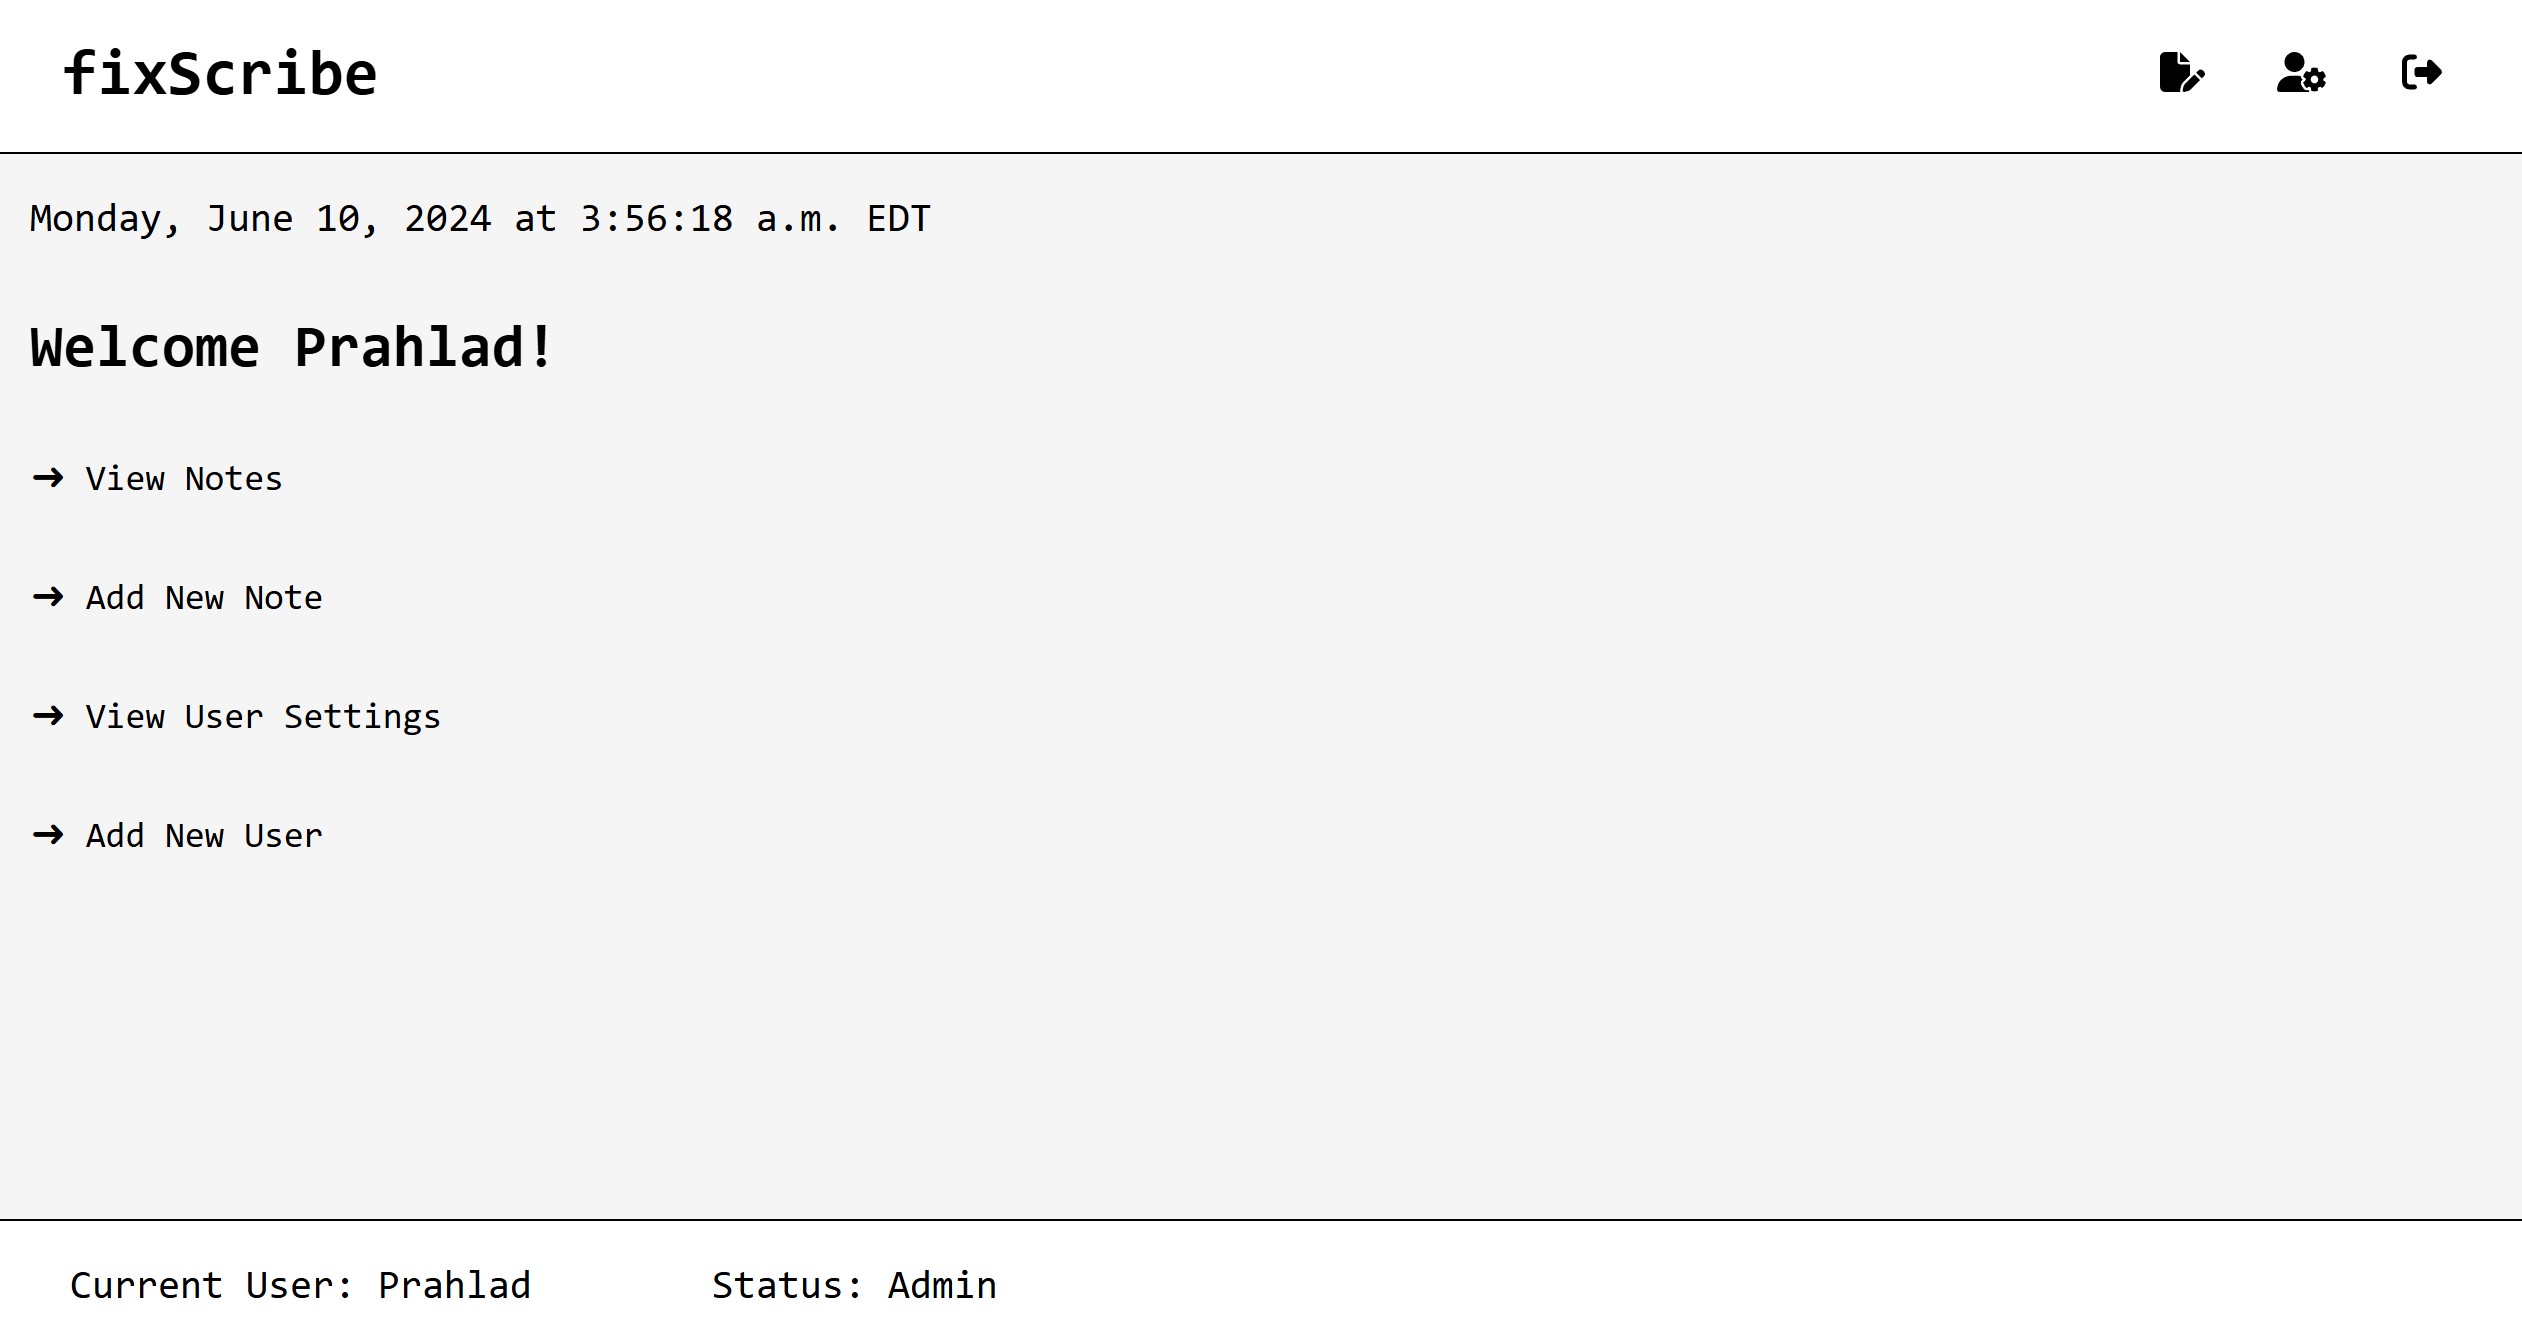 fixScribe
Monday, June 10, 2024 at 3:56:18 a.m. EDT
Welcome Prahlad!
→ View Notes
→ Add New Note
→ View User Settings
→ Add New User
Current User: Prahlad Status: Admin